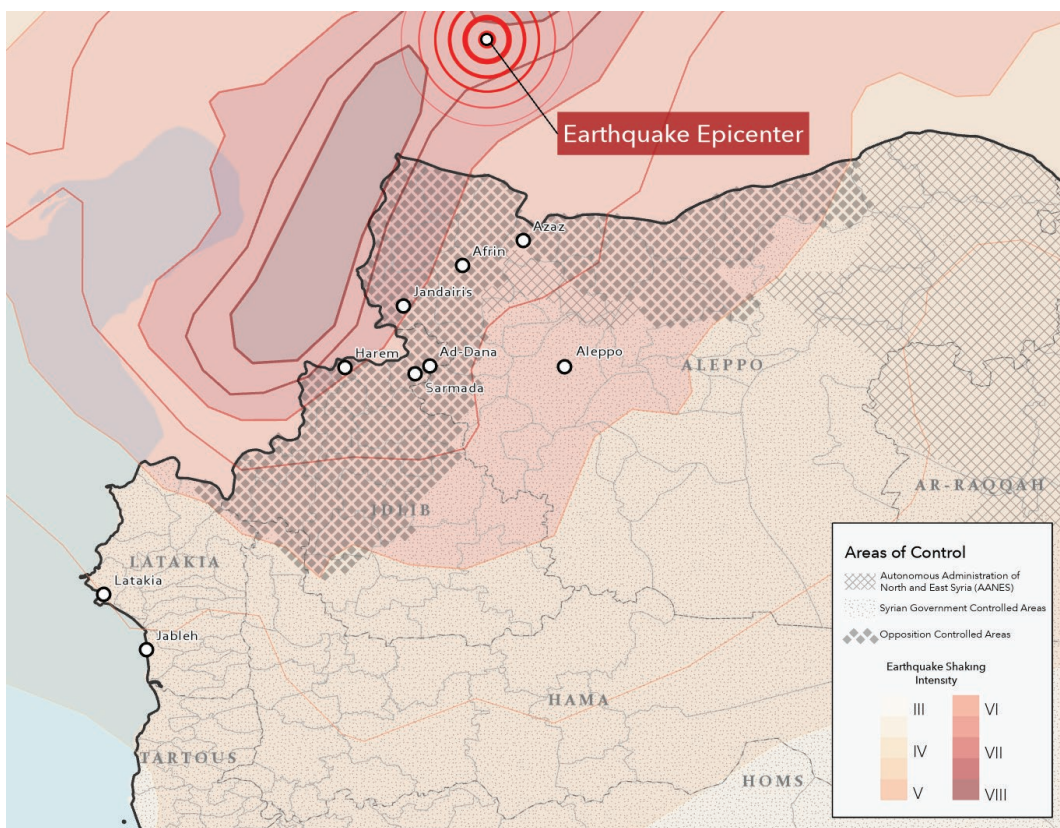 Earthquake Epicenter
Azaz
Afrin
Jandairis
Harem
Ad-Dana
Sarmada
Aleppo
ALEPPO
AR-RAQQAH
IDLIB
LATAKIA
Latakia
Jableh
HAMA
TARTOUS
HOMS
Areas of Control
Autonomous Administration of
North and East Syria (AANES)
Syrian Government Controlled Areas
Opposition Controlled Areas
Earthquake Shaking
Intensity
III
IV
V
VI
VII
VIII